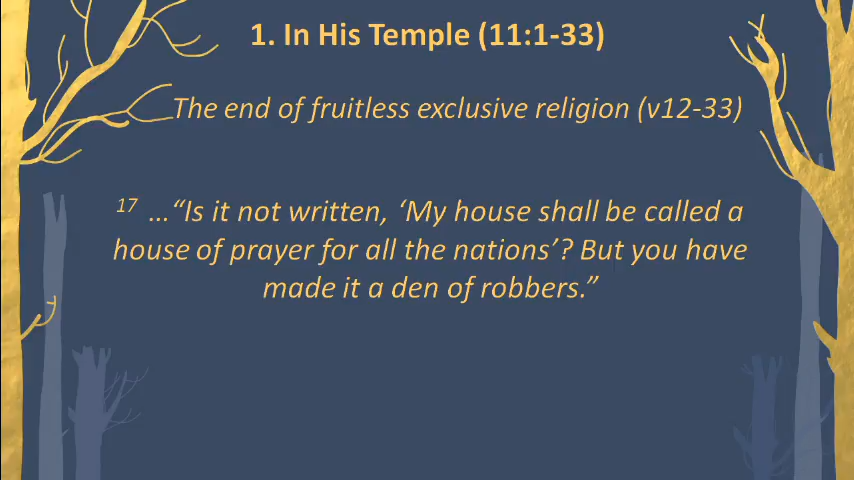 1. In His Temple (11:1-33)
The end of fruitless exclusive religion (v12-33)
17 …“Is it not written, ‘My house shall be called a
house of prayer for all the nations’? But you have
made it a den of robbers.”